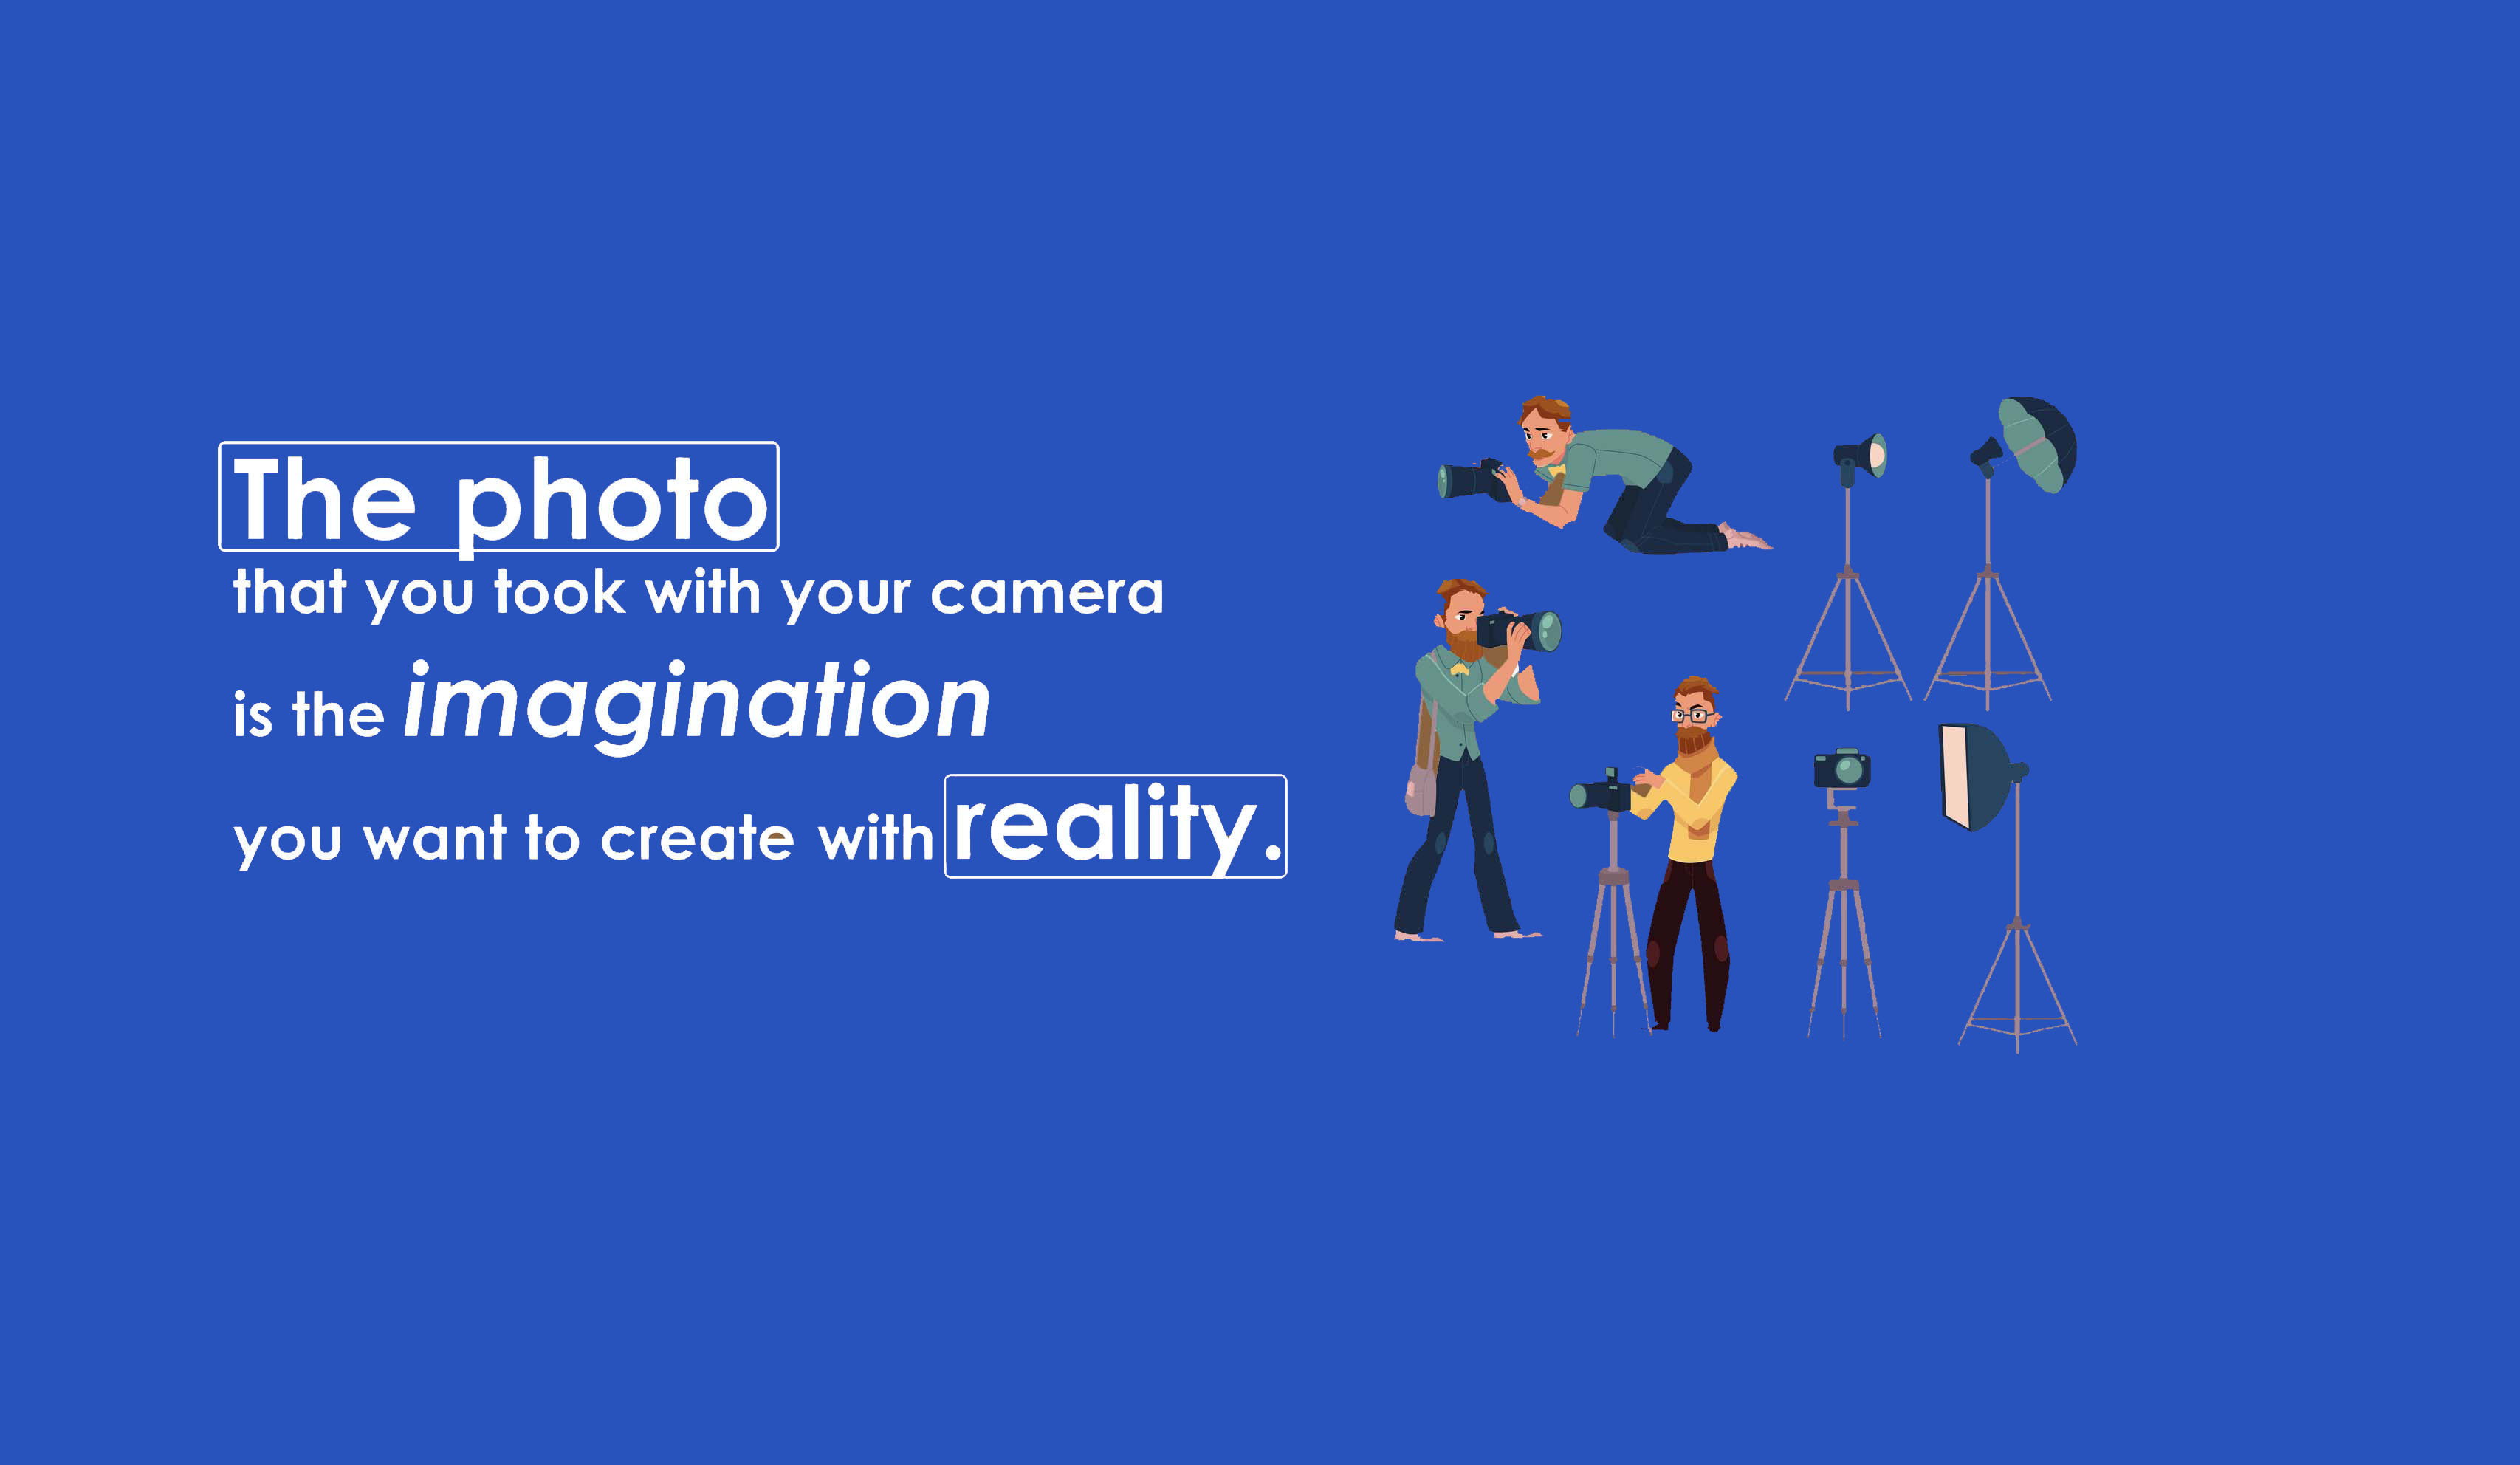 The photo
that you took with your camera
is the imagination
you want to create with reality.